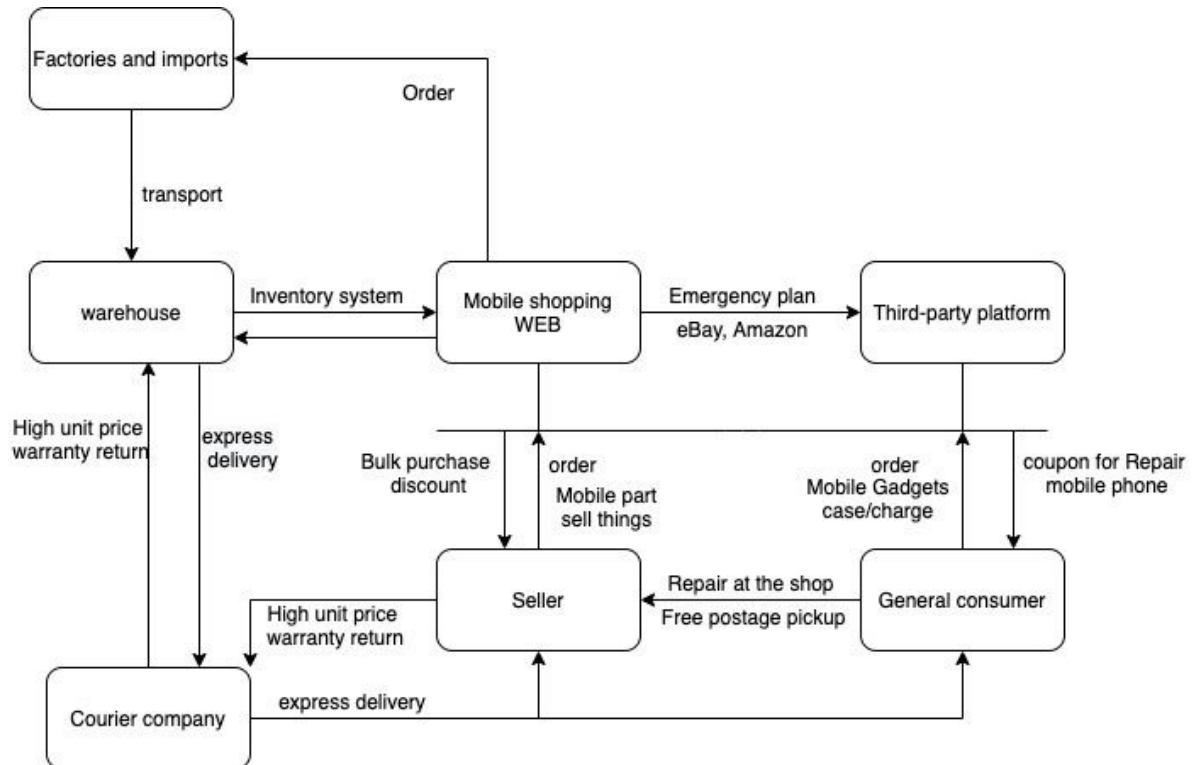 Factories and imports
Order
transport
warehouse
Inventory system
Mobile shopping
WEB
Emergency plan
eBay, Amazon
Third-party platform
High unit price
warranty return
express
delivery
Bulk purchase
discount
order
Mobile part
sell things
order
Mobile Gadgets
case/charge
coupon for Repair
mobile phone
Seller
Repair at the shop
Free postage pickup
General consumer
High unit price
warranty return
Courier company
express delivery